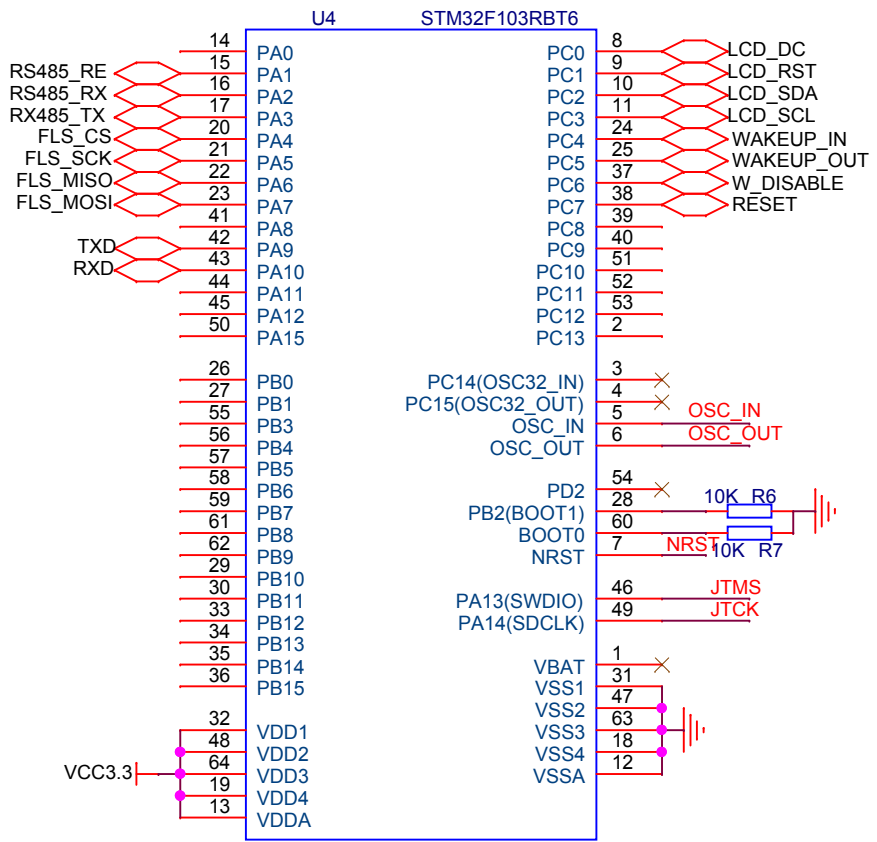 U4 STM32F103RBT6
14 PA0 PC0 8 LCD_DC
RS485_RE 15 PA1 PC1 9 LCD_RST
RS485_RX 16 PA2 PC2 10 LCD_SDA
RX485_TX 17 PA3 PC3 11 LCD_SCL
FLS_CS 20 PA4 PC4 24 WAKEUP_IN
FLS_SCK 21 PA5 PC5 25 WAKEUP_OUT
FLS_MISO 22 PA6 PC6 37 W_DISABLE
FLS_MOSI 23 PA7 PC7 38 RESET
41 PA8 PC8 39
TXD 42 PA9 PC9 40
RXD 43 PA10 PC10 51
44 PA11 PC11 52
45 PA12 PC12 53
50 PA15 PC13 2
26 PB0 PC14(OSC32_IN) 3
27 PB1 PC15(OSC32_OUT) 4
55 PB3 OSC_IN 5 OSC_IN
56 PB4 OSC_OUT 6 OSC_OUT
57 PB5
58 PB6 PD2 54
59 PB7 PB2(BOOT1) 28 10K R6
61 PB8 BOOT0 60
62 PB9 NRST 7 NRST 10K R7
29 PB10
30 PB11 PA13(SWDIO) 46 JTMS
33 PB12 PA14(SDCLK) 49 JTCK
34 PB13
35 PB14 VBAT 1
36 PB15 VSS1 31
VSS2 47
32 VDD1 VSS3 63
48 VDD2 VSS4 18
VCC3.3 64 VDD3 VSSA 12
19 VDD4
13 VDDA